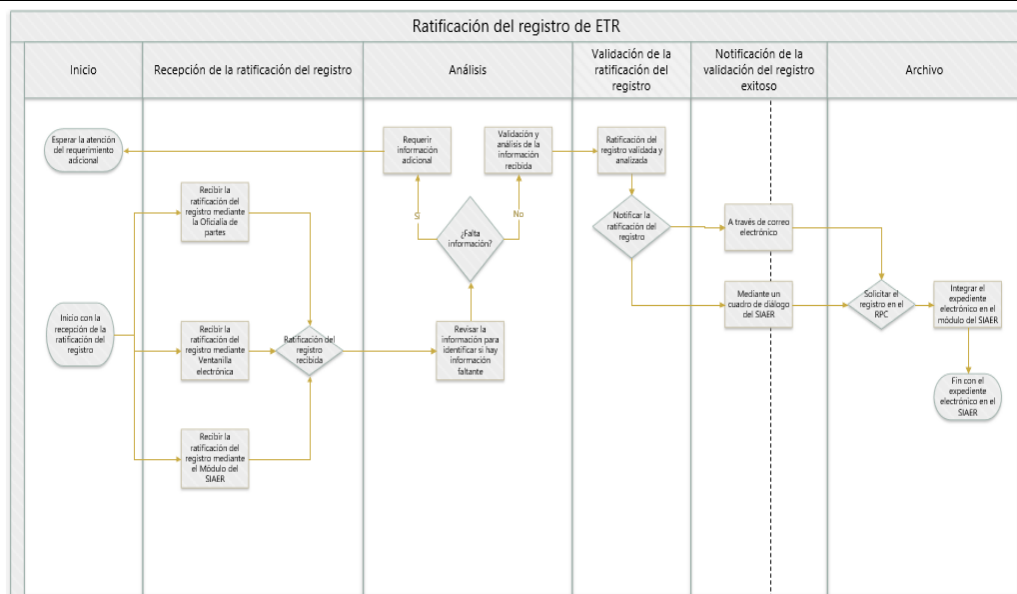 Ratificación del registro de ETR
Inicio
Recepción de la ratificación del registro
Análisis
Validación de la
ratificación del
registro
Notificación de la
validación del registro
exitoso
Archivo
Esperar la atención
del requerimiento
adicional
Requerir
información
adicional
Validación y
análisis de la
información
recibida
Ratificación del
registro validada y
analizada
Recibir la
ratificación del
registro mediante
la Oficialía de
partes
Si
No
¿Falta
información?
Notificar la
ratificación del
registro
A través de correo
electrónico
Inicio con la
recepción de la
ratificación del
registro
Recibir la
ratificación del
registro mediante
Ventanilla
electrónica
Ratificación del
registro
recibida
Revisar la
información para
identificar si hay
información
faltante
Mediante un
cuadro de diálogo
del SIAER
Solicitar el
registro en el
RPC
Integrar el
expediente
electrónico en el
módulo del SIAER
Fin con el
expediente
electrónico en el
SIAER
Recibir la
ratificación del
registro mediante
el Módulo del
SIAER